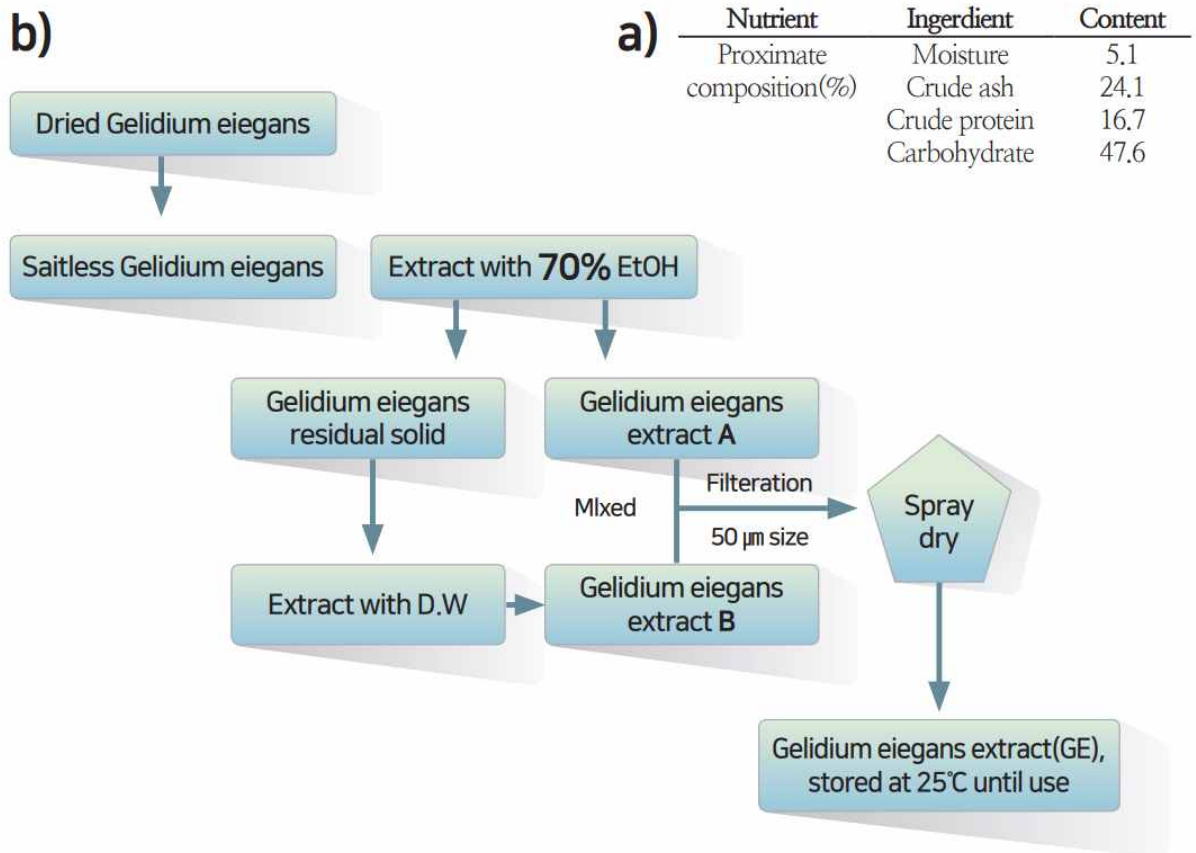 b)
a)
Nutrient Ingerdient Content
Proximate Moisture 5.1
composition(%) Crude ash 24.1
Crude protein 16.7
Carbohydrate 47.6
Dried Gelidium eiegans
Saitless Gelidium eiegans
Extract with 70% EtOH
Gelidium eiegans
residual solid
Gelidium eiegans
extract A
MIxed
Filteration
50 ㎛ size
Spray
dry
Extract with D.W
Gelidium eiegans
extract B
Gelidium eiegans extract(GE),
stored at 25℃ until use